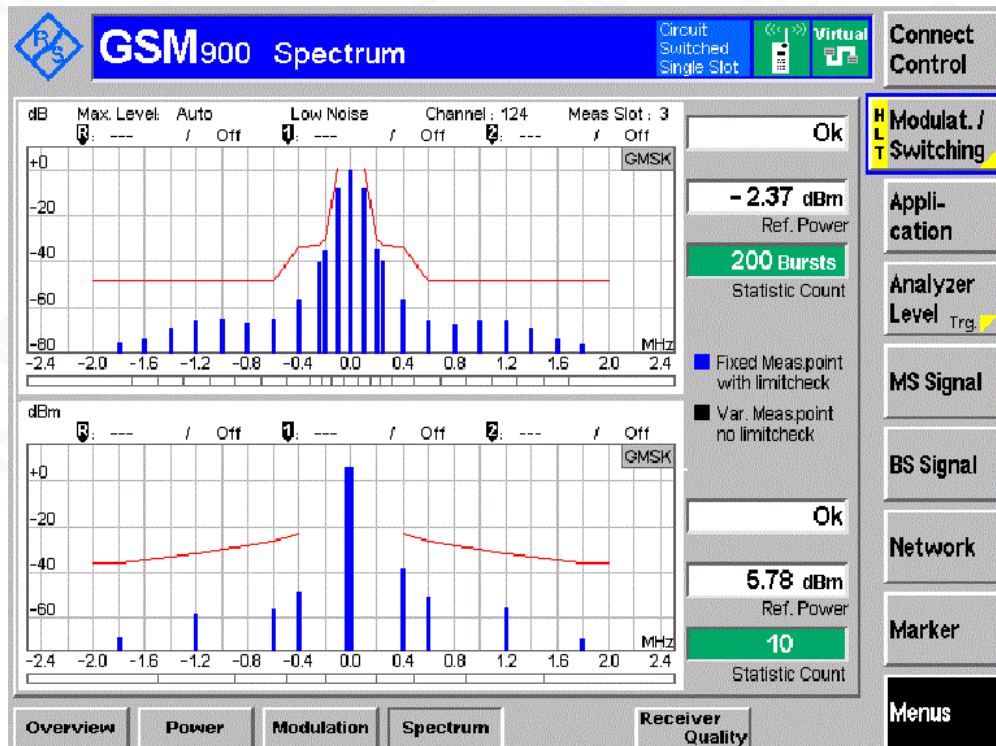 R&S
GSM900 Spectrum
Circuit Switched Single Slot
Virtual
Connect Control
dB Max. Level: Auto Low Noise Channel : 124 Meas Slot : 3
R: --- / Off 1: --- / Off 2: --- / Off
GMSK
+0
-20
-40
-60
-80
MHz
-2.4 -2.0 -1.6 -1.2 -0.8 -0.4 0.0 0.4 0.8 1.2 1.6 2.0 2.4
Ok
- 2.37 dBm
Ref. Power
200 Bursts
Statistic Count
Fixed Meas.point
with limitcheck
Var. Meas.point
no limitcheck
dBm
R: --- / Off 1: --- / Off 2: --- / Off
GMSK
+0
-20
-40
-60
MHz
-2.4 -2.0 -1.6 -1.2 -0.8 -0.4 0.0 0.4 0.8 1.2 1.6 2.0 2.4
Ok
5.78 dBm
Ref. Power
10
Statistic Count
HLT
Modulat. /
Switching
Appli-
cation
Analyzer
Level Trg.
MS Signal
BS Signal
Network
Marker
Menus
Overview Power Modulation Spectrum Receiver Quality